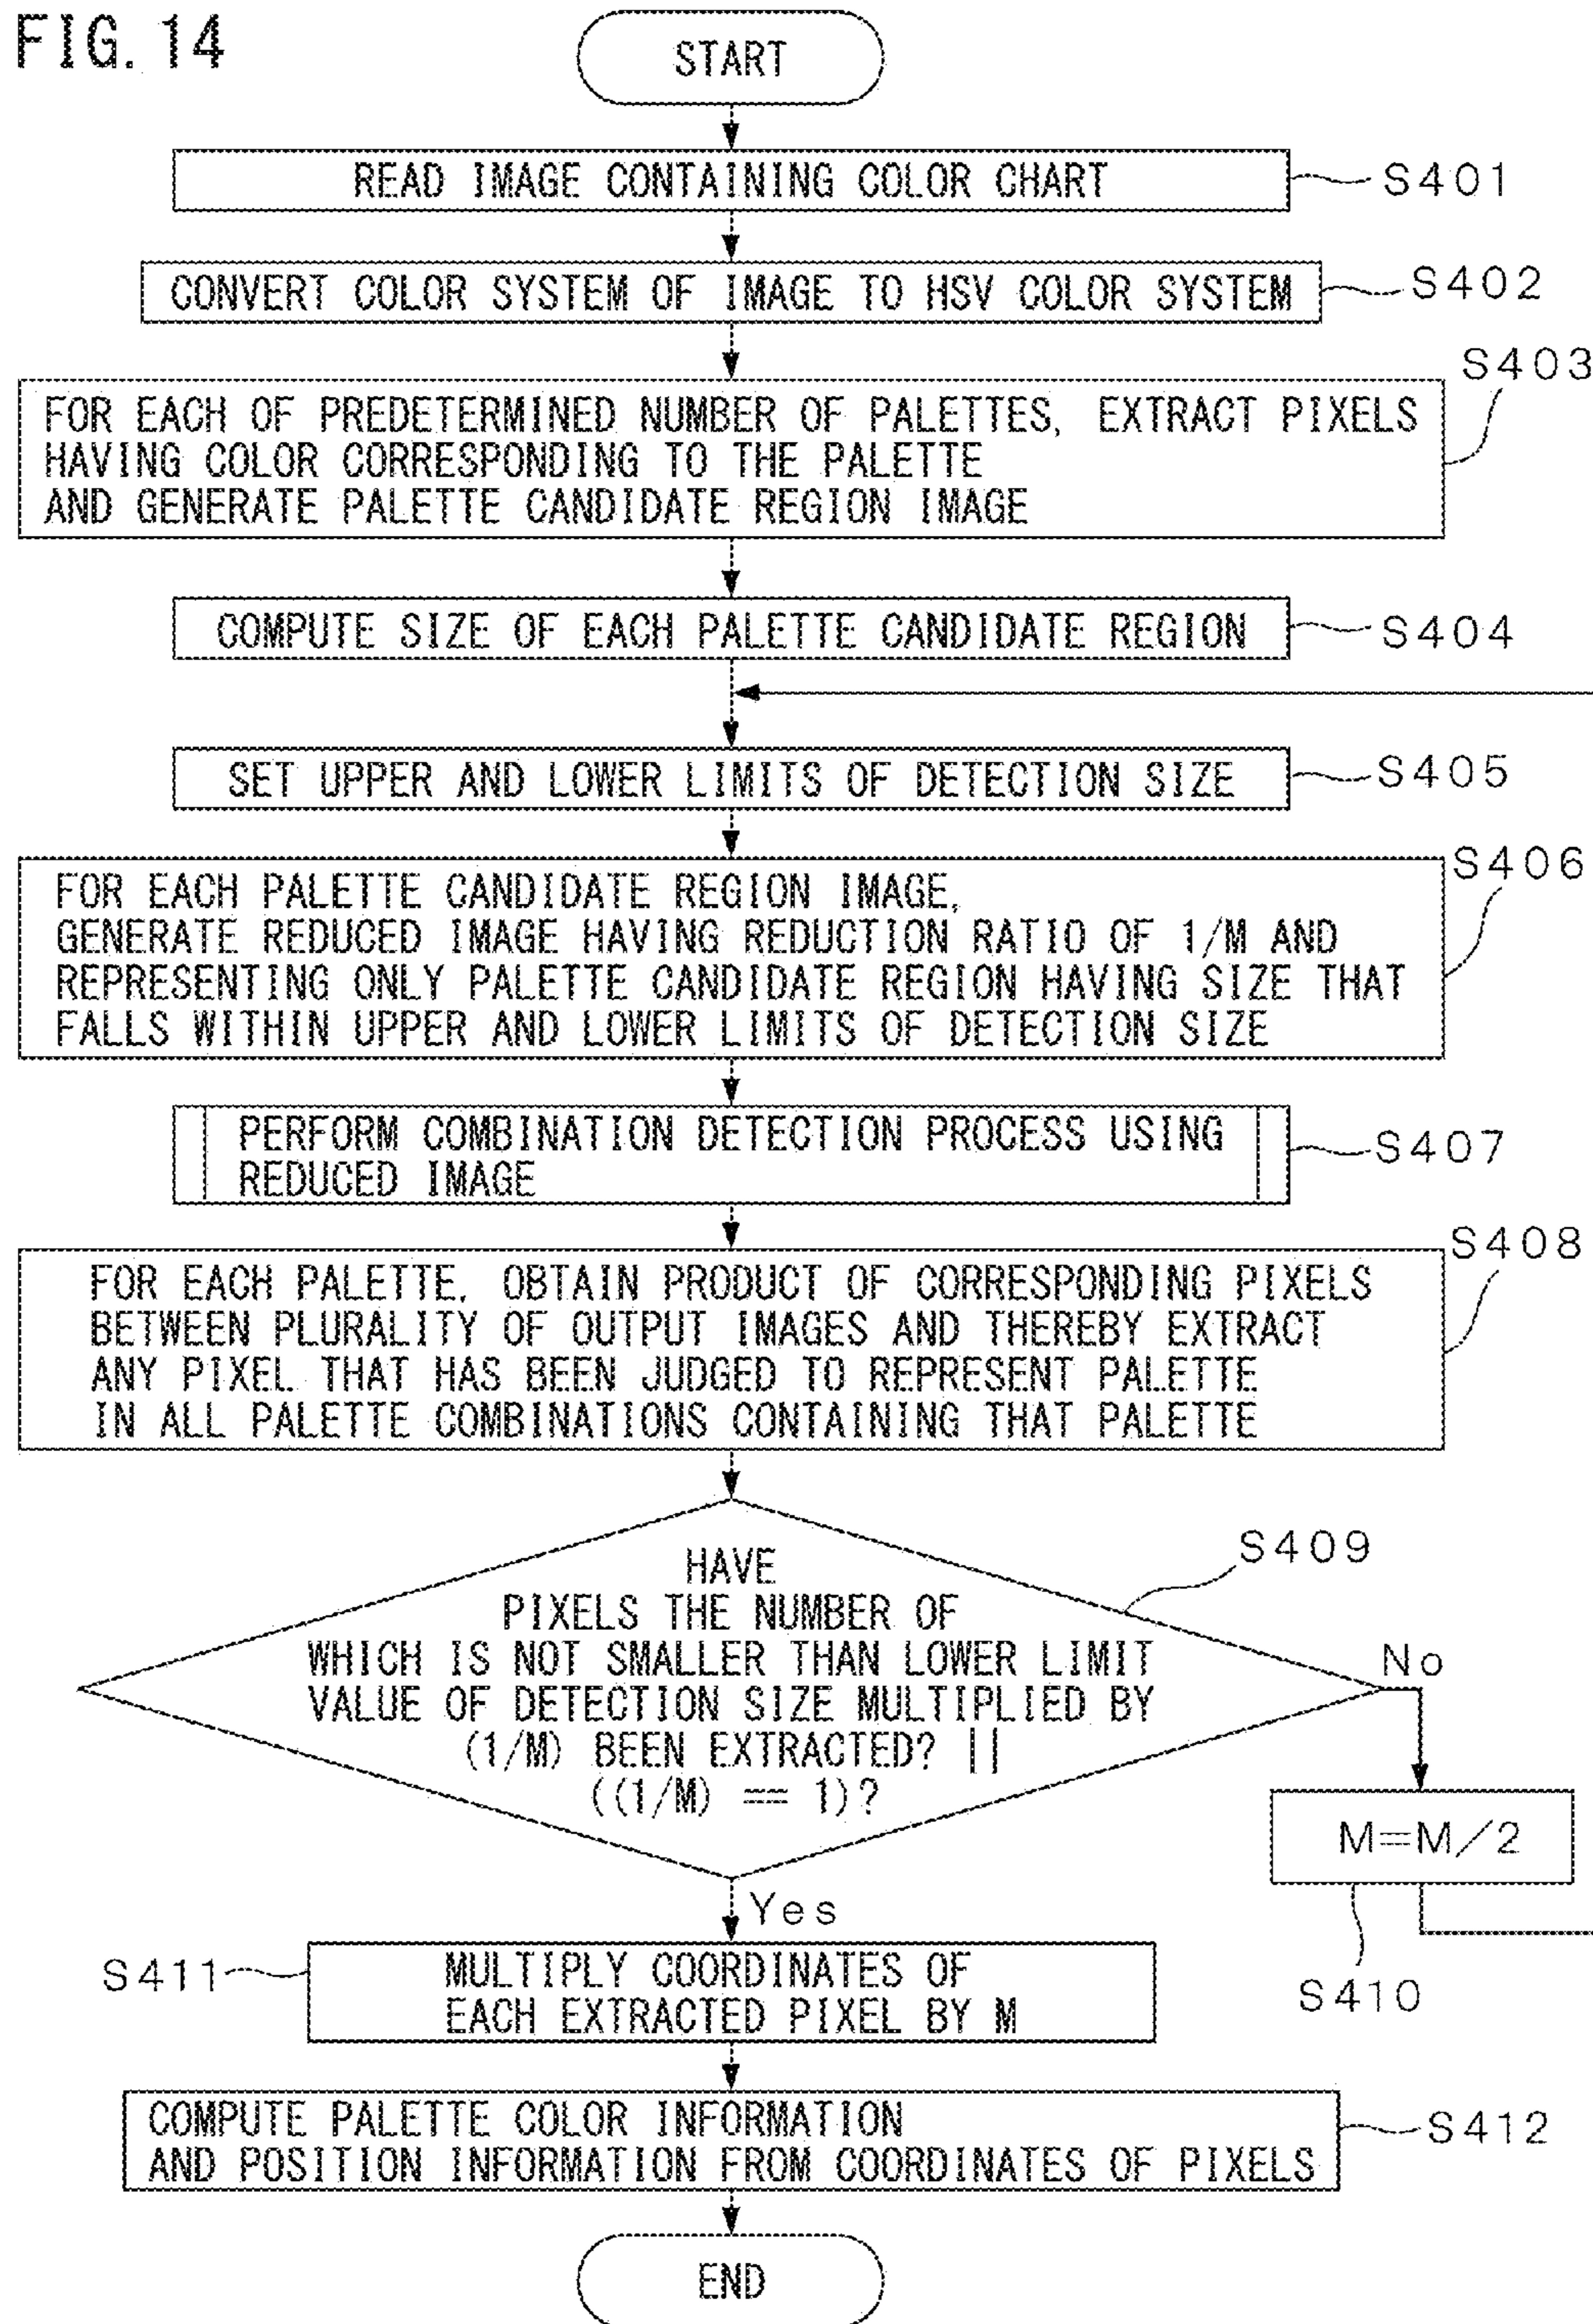 FIG. 14
START
READ IMAGE CONTAINING COLOR CHART
S401
CONVERT COLOR SYSTEM OF IMAGE TO HSV COLOR SYSTEM
S402
S403
FOR EACH OF PREDETERMINED NUMBER OF PALETTES, EXTRACT PIXELS
HAVING COLOR CORRESPONDING TO THE PALETTE
AND GENERATE PALETTE CANDIDATE REGION IMAGE
COMPUTE SIZE OF EACH PALETTE CANDIDATE REGION
S404
SET UPPER AND LOWER LIMITS OF DETECTION SIZE
S405
S406
FOR EACH PALETTE CANDIDATE REGION IMAGE,
GENERATE REDUCED IMAGE HAVING REDUCTION RATIO OF 1/M AND
REPRESENTING ONLY PALETTE CANDIDATE REGION HAVING SIZE THAT
FALLS WITHIN UPPER AND LOWER LIMITS OF DETECTION SIZE
PERFORM COMBINATION DETECTION PROCESS USING
REDUCED IMAGE
S407
S408
FOR EACH PALETTE, OBTAIN PRODUCT OF CORRESPONDING PIXELS
BETWEEN PLURALITY OF OUTPUT IMAGES AND THEREBY EXTRACT
ANY PIXEL THAT HAS BEEN JUDGED TO REPRESENT PALETTE
IN ALL PALETTE COMBINATIONS CONTAINING THAT PALETTE
S409
HAVE
PIXELS THE NUMBER OF
WHICH IS NOT SMALLER THAN LOWER LIMIT
VALUE OF DETECTION SIZE MULTIPLIED BY
(1/M) BEEN EXTRACTED? ||
((1/M) == 1)?
No
M=M/2
S410
Yes
S411
MULTIPLY COORDINATES OF
EACH EXTRACTED PIXEL BY M
COMPUTE PALETTE COLOR INFORMATION
AND POSITION INFORMATION FROM COORDINATES OF PIXELS
S412
END